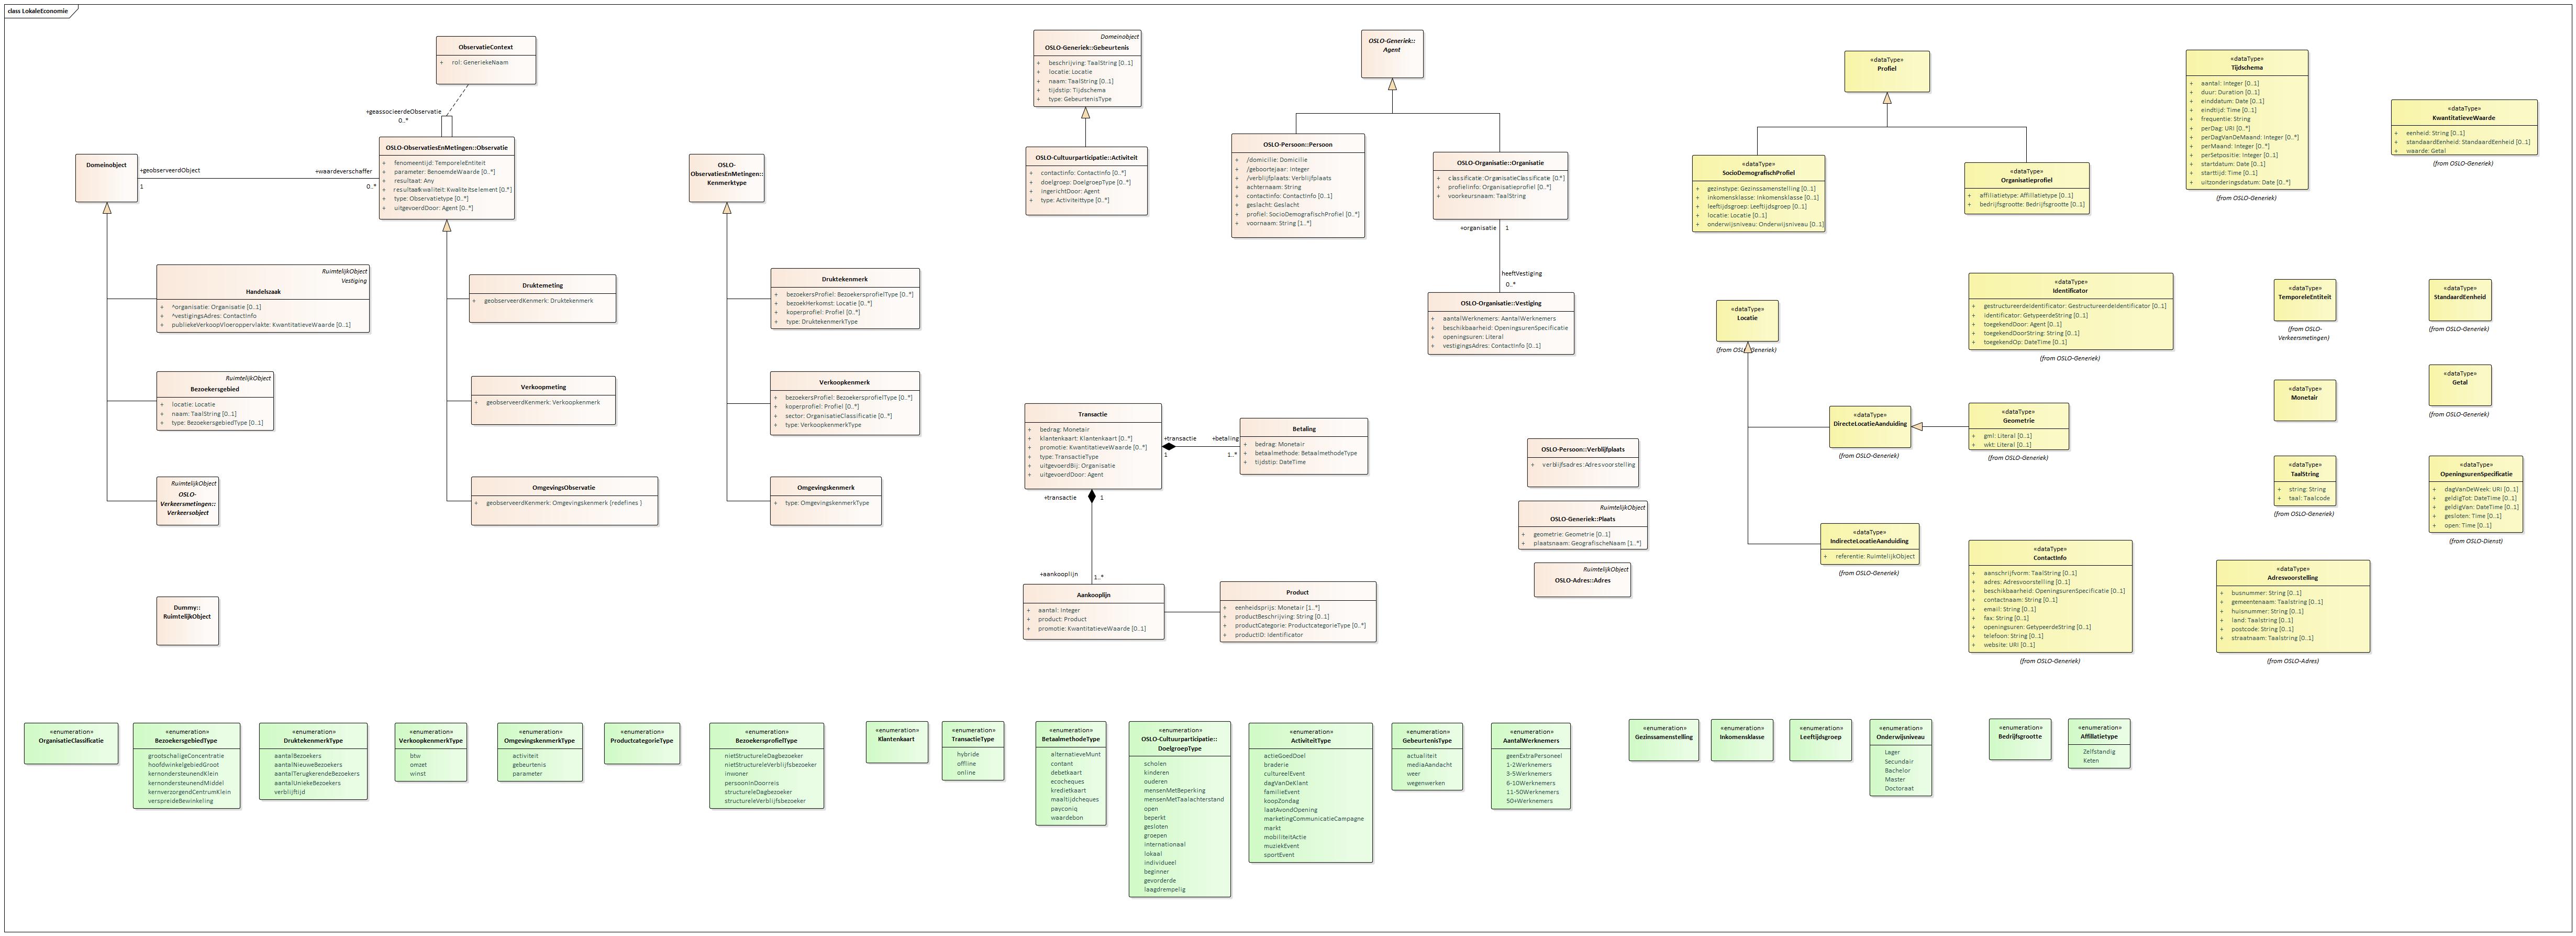 class LokaleEconomie
ObservatieContext
+ rol: GeneriekeNaam
+geassocieerdeObservatie
0..*
Domeinobject
+geobserveerdObject
1
+waardeverschaffer
0..*
OSLO-ObservatiesEnMetingen::Observatie
+ fenomeentijd: TemporeleEntiteit
+ parameter: BenoemdeWaarde [0..*]
+ resultaat: Any
+ resultaatkwaliteit: Kwaliteitselement [0..*]
+ type: Observatietype [0..*]
+ uitgevoerdDoor: Agent [0..*]
OSLO-
ObservatiesEnMetingen::
Kenmerktype
RuimtelijkObject
Vestiging
Handelszaak
+ ^organisatie: Organisatie [0..1]
+ ^vestigingsAdres: ContactInfo
+ publiekeVerkoopVloeroppervlakte: KwantitatieveWaarde [0..1]
RuimtelijkObject
Bezoekersgebied
+ locatie: Locatie
+ naam: TaalString [0..1]
+ type: BezoekersgebiedType [0..1]
RuimtelijkObject
OSLO-
Verkeersmetingen::
Verkeersobject
Dummy::
RuimtelijkObject
Druktemeting
+ geobserveerdKenmerk: Druktekenmerk
Verkoopmeting
+ geobserveerdKenmerk: Verkoopkenmerk
OmgevingsObservatie
+ geobserveerdKenmerk: Omgevingskenmerk {redefines }
Druktekenmerk
+ bezoekersProfiel: BezoekersprofielType [0..*]
+ bezoekHerkomst: Locatie [0..*]
+ koperprofiel: Profiel [0..*]
+ type: DruktekenmerkType
Verkoopkenmerk
+ bezoekersProfiel: BezoekersprofielType [0..*]
+ koperprofiel: Profiel [0..*]
+ sector: OrganisatieClassificatie [0..*]
+ type: VerkoopkenmerkType
Omgevingskenmerk
+ type: OmgevingskenmerkType
Domeinobject
OSLO-Generiek::Gebeurtenis
+ beschrijving: TaalString [0..1]
+ locatie: Locatie
+ naam: TaalString [0..1]
+ tijdstip: Tijdschema
+ type: GebeurtenisType
OSLO-Cultuurparticipatie::Activiteit
+ contactinfo: ContactInfo [0..*]
+ doelgroep: DoelgroepType [0..*]
+ ingerichtDoor: Agent
+ type: Activiteittype [0..*]
OSLO-Generiek::
Agent
OSLO-Persoon::Persoon
+ /domicilie: Domicilie
+ /geboortejaar: Integer
+ /verblijfplaats: Verblijfplaats
+ achternaam: String
+ contactinfo: ContactInfo [0..1]
+ geslacht: Geslacht
+ profiel: SocioDemografischProfiel [0..*]
+ voornaam: String [1..*]
OSLO-Organisatie::Organisatie
+ classificatie: OrganisatieClassificatie [0.*]
+ profielinfo: Organisatieprofiel [0..*]
+ voorkeursnaam: TaalString
+organisatie
1
heeftVestiging
0..*
OSLO-Organisatie::Vestiging
+ aantalWerknemers: AantalWerknemers
+ beschikbaarheid: OpeningsurenSpecificatie
+ openingsuren: Literal
+ vestigingsAdres: ContactInfo [0..1]
Transactie
+ bedrag: Monetair
+ klantenkaart: Klantenkaart [0..*]
+ promotie: KwantitatieveWaarde [0..*]
+ type: TransactieType
+ uitgevoerdBij: Organisatie
+ uitgevoerdDoor: Agent
+transactie
1
+betaling
1..*
Betaling
+ bedrag: Monetair
+ betaalmethode: BetaalmethodeType
+ tijdstip: DateTime
+transactie
1
+aankooplijn
1..*
Aankooplijn
+ aantal: Integer
+ product: Product
+ promotie: KwantitatieveWaarde [0..1]
Product
+ eenheidsprijs: Monetair [1..*]
+ productBeschrijving: String [0..1]
+ productCategorie: ProductcategorieType [0..*]
+ productID: Identificator
OSLO-Persoon::Verblijfplaats
+ verblijfsadres: Adresvoorstelling
RuimtelijkObject
OSLO-Generiek::Plaats
+ geometrie: Geometrie [0..1]
+ plaatsnaam: GeografischeNaam [1..*]
RuimtelijkObject
OSLO-Adres::Adres
«dataType»
Profiel
«dataType»
SocioDemografischProfiel
+ gezinstype: Gezinssamenstelling [0..1]
+ inkomensklasse: Inkomensklasse [0..1]
+ leeftijdsgroep: Leeftijdsgroep [0..1]
+ locatie: Locatie [0..1]
+ onderwijsniveau: Onderwijsniveau [0..1]
«dataType»
Organisatieprofiel
+ affiliatietype: Affiliatietype [0..1]
+ bedrijfsgrootte: Bedrijfsgrootte [0..1]
«dataType»
Tijdschema
+ aantal: Integer [0..1]
+ duur: Duration [0..1]
+ einddatum: Date [0..1]
+ eindtijd: Time [0..1]
+ frequentie: String
+ perDag: URI [0..*]
+ perDagVanDeMaand: Integer [0..*]
+ perMaand: Integer [0..*]
+ perSetpositie: Integer [0..1]
+ startdatum: Date [0..1]
+ starttijd: Time [0..1]
+ uitzonderingsdatum: Date [0..*]
(from OSLO-Generiek)
«dataType»
KwantitatieveWaarde
+ eenheid: String [0..1]
+ standaardEenheid: StandaardEenheid [0..1]
+ waarde: Getal
(from OSLO-Generiek)
«dataType»
Locatie
(from OSLO-Generiek)
«dataType»
Identificator
+ gestructureerdeIdentificator: GestructureerdeIdentificator [0..1]
+ identificator: GetypeerdeString [0..1]
+ toegekendDoor: Agent [0..1]
+ toegekendDoorString: String [0..1]
+ toegekendOp: DateTime [0..1]
(from OSLO-Generiek)
«dataType»
TemporeleEntiteit
(from OSLO-
Verkeersmetingen)
«dataType»
StandaardEenheid
(from OSLO-Generiek)
«dataType»
Monetair
«dataType»
Getal
(from OSLO-Generiek)
«dataType»
DirecteLocatieAanduiding
(from OSLO-Generiek)
«dataType»
Geometrie
+ gml: Literal [0..1]
+ wkt: Literal [0..1]
(from OSLO-Generiek)
«dataType»
TaalString
+ string: String
+ taal: Taalcode
(from OSLO-Generiek)
«dataType»
OpeningsurenSpecificatie
+ dagVanDeWeek: URI [0..1]
+ geldigTot: DateTime [0..1]
+ geldigVan: DateTime [0..1]
+ gesloten: Time [0..1]
+ open: Time [0..1]
(from OSLO-Dienst)
«dataType»
IndirecteLocatieAanduiding
+ referentie: RuimtelijkObject
(from OSLO-Generiek)
«dataType»
ContactInfo
+ aanschrijfvorm: TaalString [0..1]
+ adres: Adresvoorstelling [0..1]
+ beschikbaarheid: OpeningsurenSpecificatie [0..1]
+ contactnaam: String [0..1]
+ email: String [0..1]
+ fax: String [0..1]
+ openingsuren: GetypeerdeString [0..1]
+ telefoon: String [0..1]
+ website: URI [0..1]
(from OSLO-Generiek)
«dataType»
Adresvoorstelling
+ busnummer: String [0..1]
+ gemeentenaam: Taalstring [0..1]
+ huisnummer: String [0..1]
+ land: Taalstring [0..1]
+ postcode: String [0..1]
+ straatnaam: Taalstring [0..1]
(from OSLO-Adres)
«enumeration»
OrganisatieClassificatie
«enumeration»
BezoekersgebiedType
grootschaligeConcentratie
hoofdwinkelgebiedGroot
kernondersteunendKlein
kernondersteunendMiddel
kernverzorgendCentrumKlein
verspreideBewinkeling
«enumeration»
DruktekenmerkType
aantalBezoekers
aantalNieuweBezoekers
aantalTerugkerendeBezoekers
aantalUniekeBezoekers
verblijftijd
«enumeration»
VerkoopkenmerkType
btw
omzet
winst
«enumeration»
OmgevingskenmerkType
activiteit
gebeurtenis
parameter
«enumeration»
ProductcategorieType
«enumeration»
BezoekersprofielType
nietStructureleDagbezoeker
nietStructureleVerblijfsbezoeker
inwoner
persooninDoorreis
structureleDagbezoeker
structureleVerblijfsbezoeker
«enumeration»
Klantenkaart
«enumeration»
TransactieType
hybride
offline
online
«enumeration»
BetaalmethodeType
alternatieveMunt
contant
debetkaart
ecocheques
kredietkaart
maaltijdcheques
payconiq
waardebon
«enumeration»
OSLO-Cultuurparticipatie::
DoelgroepType
scholen
kinderen
ouderen
mensenMetBeperking
mensenMetTaalachterstand
open
beperkt
gesloten
groepen
internationaal
lokaal
individueel
beginner
gevorderde
laagdrempelig
«enumeration»
ActiviteitType
actieGoedDoel
braderie
cultureelEvent
dagVanDeKlant
familieEvent
koopZondag
laatAvondOpening
marketingCommunicatieCampagne
markt
mobiliteitActie
muziekEvent
sportEvent
«enumeration»
GebeurtenisType
actualiteit
mediaAandacht
weer
wegenwerken
«enumeration»
AantalWerknemers
geenExtraPersoneel
1-2Werknemers
3-5Werknemers
6-10Werknemers
11-50Werknemers
50+Werknemers
«enumeration»
Gezinssamenstelling
«enumeration»
Inkomensklasse
«enumeration»
Leeftijdsgroep
«enumeration»
Onderwijsniveau
Lager
Secundair
Bachelor
Master
Doctoraat
«enumeration»
Bedrijfsgrootte
«enumeration»
Affiliatietype
Zelfstandig
Keten